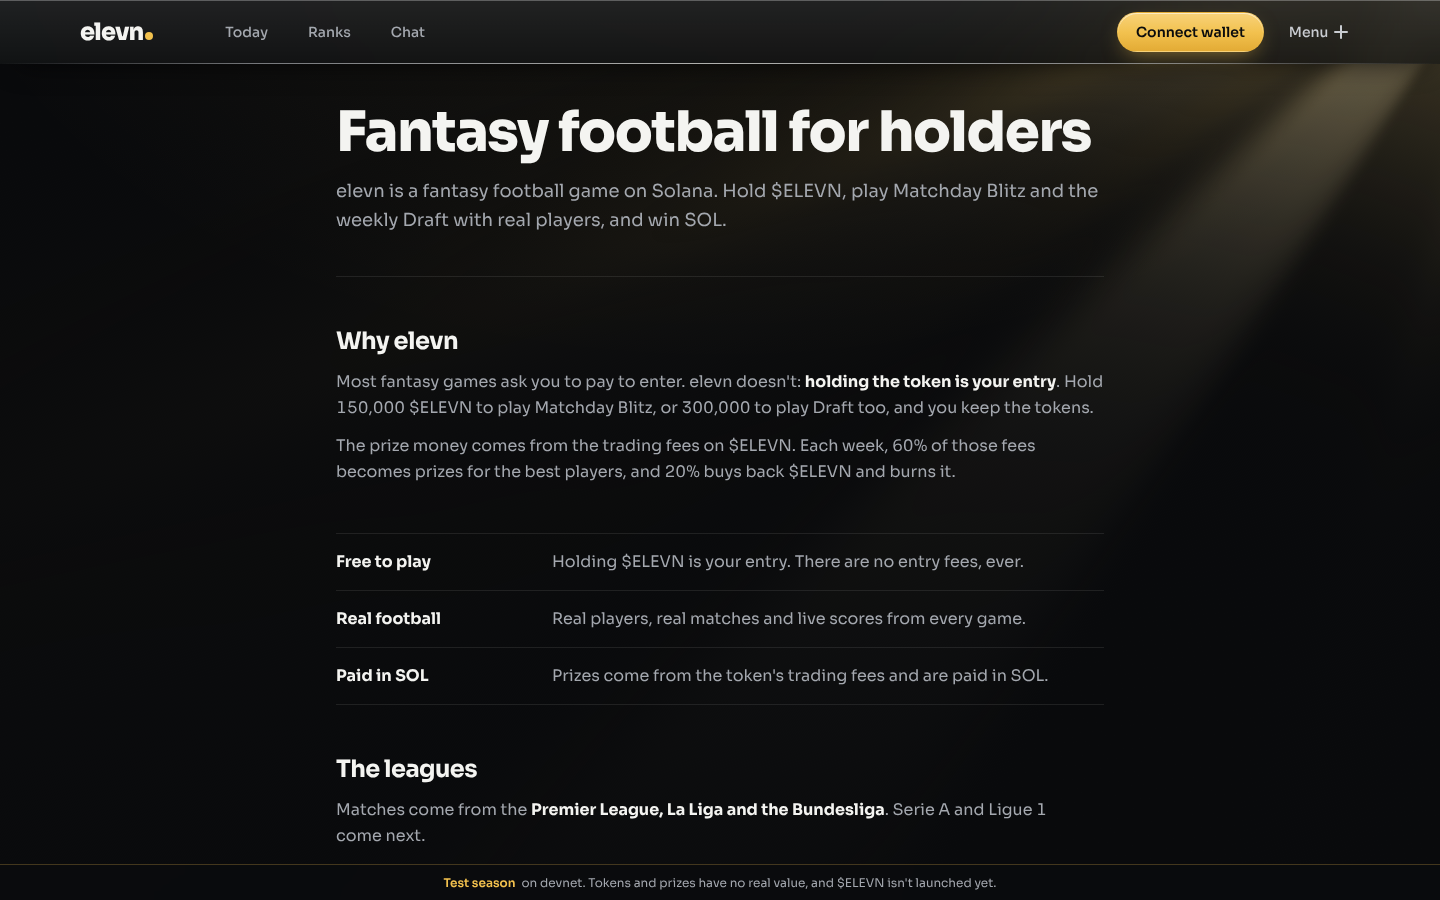 elevn.
Today
Ranks
Chat
Connect wallet
Menu
Fantasy football for holders
elevn is a fantasy football game on Solana. Hold $ELEVN, play Matchday Blitz and the
weekly Draft with real players, and win SOL.
Why elevn
Most fantasy games ask you to pay to enter. elevn doesn't: holding the token is your entry. Hold
150,000 $ELEVN to play Matchday Blitz, or 300,000 to play Draft too, and you keep the tokens.
The prize money comes from the trading fees on $ELEVN. Each week, 60% of those fees
becomes prizes for the best players, and 20% buys back $ELEVN and burns it.
Free to play
Holding $ELEVN is your entry. There are no entry fees, ever.
Real football
Real players, real matches and live scores from every game.
Paid in SOL
Prizes come from the token's trading fees and are paid in SOL.
The leagues
Matches come from the Premier League, La Liga and the Bundesliga. Serie A and Ligue 1
come next.
Test season on devnet. Tokens and prizes have no real value, and $ELEVN isn't launched yet.